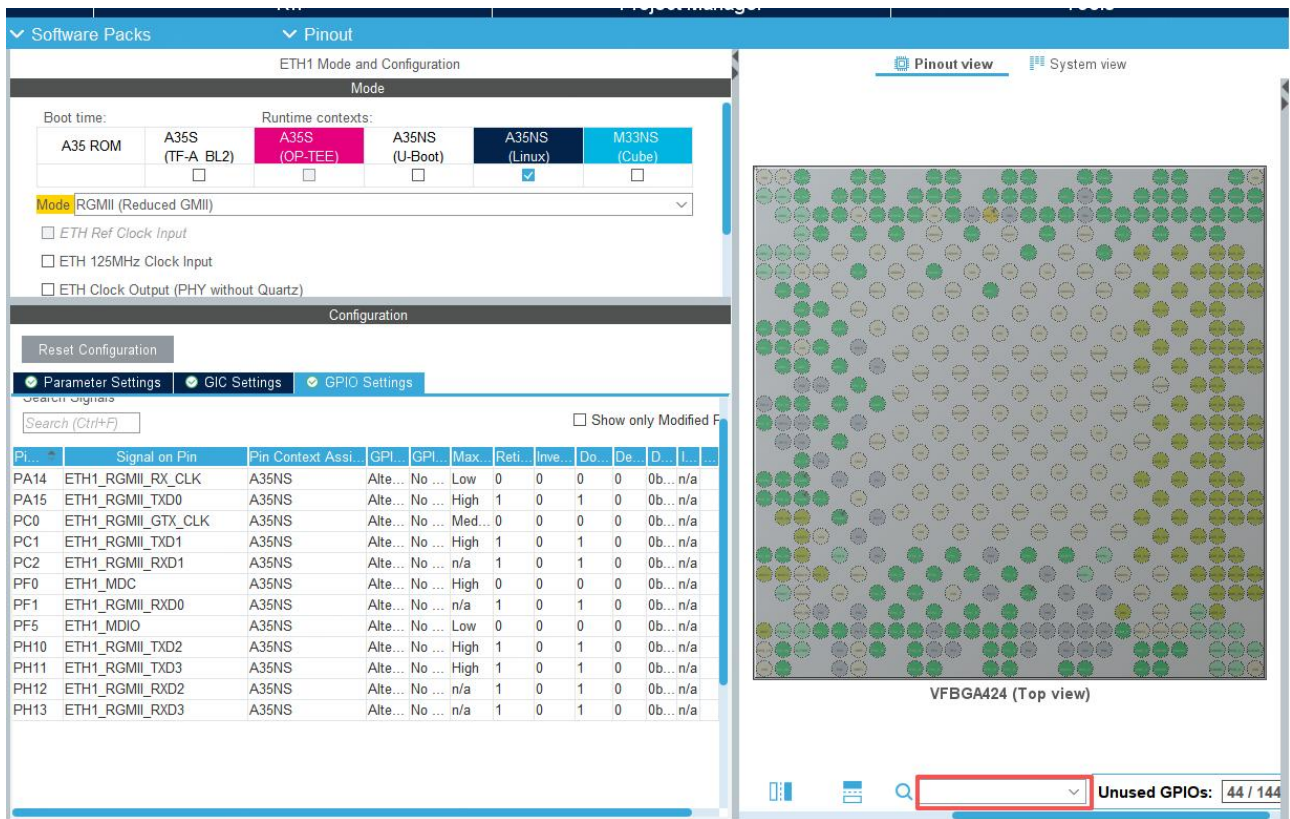 Project Manager
Tools
Software Packs
Pinout
ETH1 Mode and Configuration
Mode
Boot time:
Runtime contexts:
A35 ROM
A35S (TF-A BL2)
A35S (OP-TEE)
A35NS (U-Boot)
A35NS (Linux)
M33NS (Cube)
Mode RGMII (Reduced GMII)
ETH Ref Clock Input
ETH 125MHz Clock Input
ETH Clock Output (PHY without Quartz)
Configuration
Reset Configuration
Parameter Settings
GIC Settings
GPIO Settings
Search Signals
Search (Ctrl+F)
Show only Modified F
Pi... Signal on Pin Pin Context Assi... GPI... GPI... Max... Reti... Inve... Do... De... D... I... ...
PA14 ETH1_RGMII_RX_CLK A35NS Alte... No ... Low 0 0 0 0 0b... n/a
PA15 ETH1_RGMII_TXD0 A35NS Alte... No ... High 1 0 1 0 0b... n/a
PC0 ETH1_RGMII_GTX_CLK A35NS Alte... No ... Med... 0 0 0 0 0b... n/a
PC1 ETH1_RGMII_TXD1 A35NS Alte... No ... High 1 0 1 0 0b... n/a
PC2 ETH1_RGMII_RXD1 A35NS Alte... No ... n/a 1 0 1 0 0b... n/a
PF0 ETH1_MDC A35NS Alte... No ... High 0 0 0 0 0b... n/a
PF1 ETH1_RGMII_RXD0 A35NS Alte... No ... n/a 1 0 1 0 0b... n/a
PF5 ETH1_MDIO A35NS Alte... No ... Low 0 0 0 0 0b... n/a
PH10 ETH1_RGMII_TXD2 A35NS Alte... No ... High 1 0 1 0 0b... n/a
PH11 ETH1_RGMII_TXD3 A35NS Alte... No ... High 1 0 1 0 0b... n/a
PH12 ETH1_RGMII_RXD2 A35NS Alte... No ... n/a 1 0 1 0 0b... n/a
PH13 ETH1_RGMII_RXD3 A35NS Alte... No ... n/a 1 0 1 0 0b... n/a
Pinout view
System view
VFBGA424 (Top view)
Unused GPIOs: 44 / 144